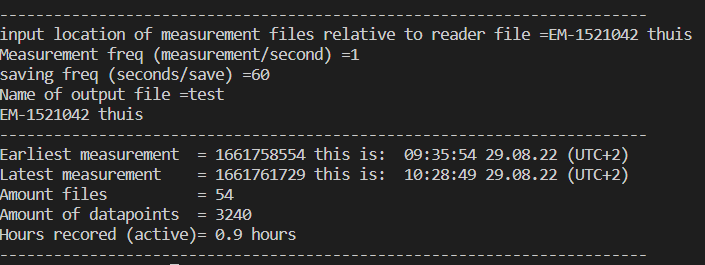 ------------------------------------------------------------------------
input location of measurement files relative to reader file =EM-1521042 thuis
Measurement freq (measurement/second) =1
saving freq (seconds/save) =60
Name of output file =test
EM-1521042 thuis
------------------------------------------------------------------------
Earliest measurement  = 1661758554 this is:  09:35:54 29.08.22 (UTC+2)
Latest measurement    = 1661761729 this is:  10:28:49 29.08.22 (UTC+2)
Amount files          = 54
Amount of datapoints  = 3240
Hours recored (active)= 0.9 hours
------------------------------------------------------------------------